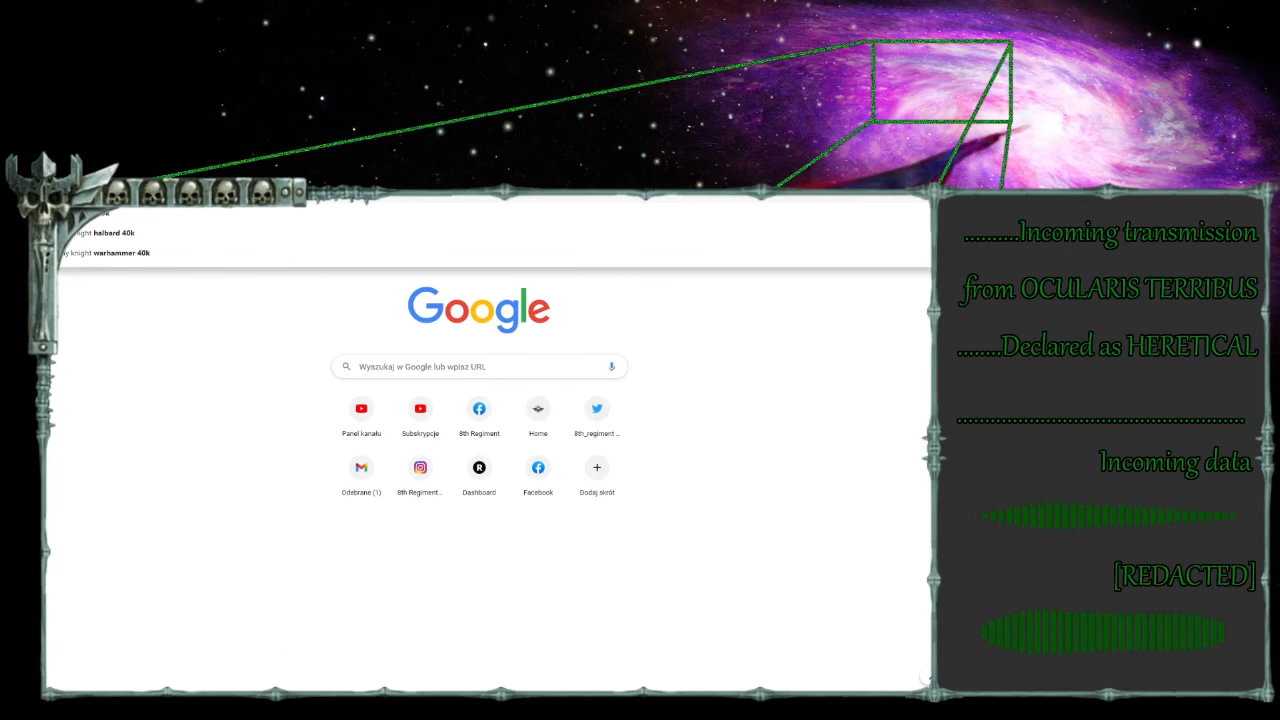 halbard 40k
knight warhammer 40k
Google
Wyszukaj w Google lub wpisz URL
Panel kanału
Subskrypcje
8th Regiment
Home
8th_regiment ...
Odebrane (1)
8th Regiment...
Dashboard
Facebook
Dodaj skrót
..........Incoming transmission
from OCULARIS TERRIBUS
........Declared as HERETICAL
.....................................................
Incoming data
[REDACTED]